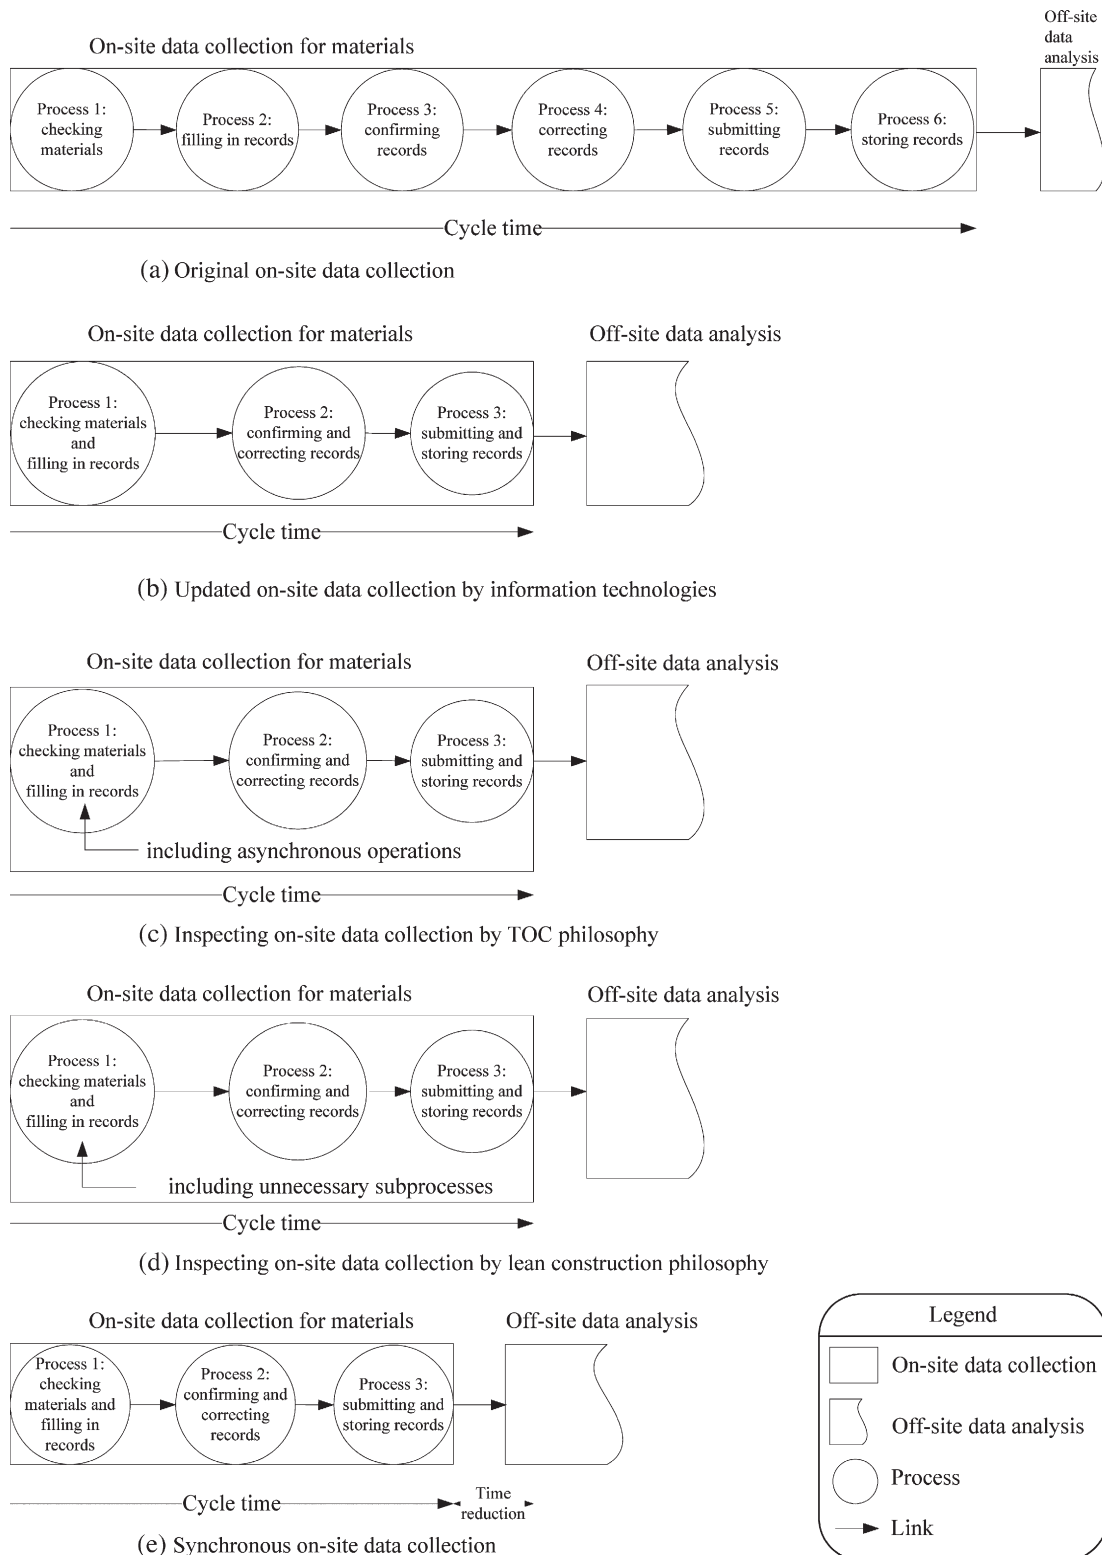 On-site data collection for materials
Off-site
data
analysis
Process 1:
checking
materials
Process 2:
filling in records
Process 3:
confirming
records
Process 4:
correcting
records
Process 5:
submitting
records
Process 6:
storing records
Cycle time
(a) Original on-site data collection
On-site data collection for materials
Off-site data analysis
Process 1:
checking materials
and
filling in records
Process 2:
confirming and
correcting records
Process 3:
submitting and
storing records
Cycle time
(b) Updated on-site data collection by information technologies
On-site data collection for materials
Off-site data analysis
Process 1:
checking materials
and
filling in records
Process 2:
confirming and
correcting records
Process 3:
submitting and
storing records
including asynchronous operations
Cycle time
(c) Inspecting on-site data collection by TOC philosophy
On-site data collection for materials
Off-site data analysis
Process 1:
checking materials
and
filling in records
Process 2:
confirming and
correcting records
Process 3:
submitting and
storing records
including unnecessary subprocesses
Cycle time
(d) Inspecting on-site data collection by lean construction philosophy
On-site data collection for materials
Off-site data analysis
Process 1:
checking
materials and
filling in
records
Process 2:
confirming and
correcting
records
Process 3:
submitting and
storing records
Cycle time
Time
reduction
(e) Synchronous on-site data collection
Legend
On-site data collection
Off-site data analysis
Process
Link